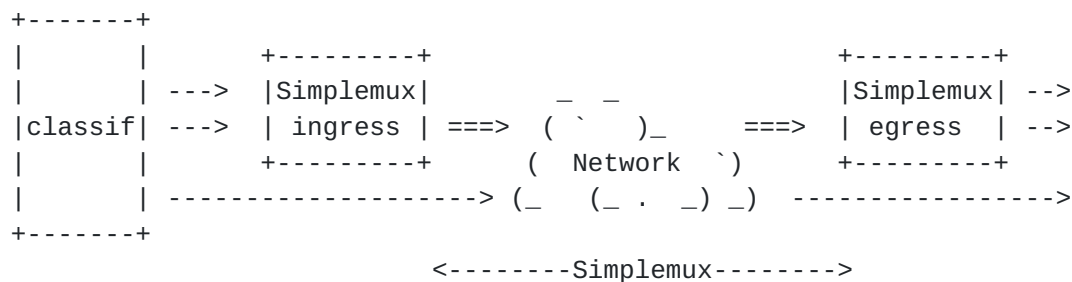 +-------+
|       |       +---------+                        +---------+
|       | --->  |Simplemux|        _  _            |Simplemux| -->
|classif| --->  | ingress | ===>  ( `   )_    ===>  | egress  | -->
|       |       +---------+      (  Network  `)     +---------+
|       | --------------------> (_   (_ .  _) _)  ----------------->
+-------+
                          <--------Simplemux-------->